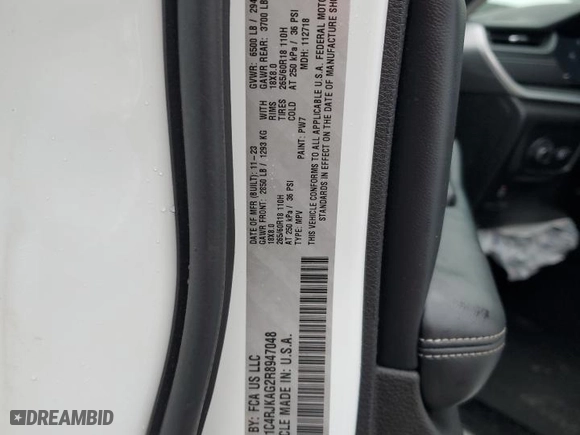 BY: FCA US LLC
DATE OF MFR (BUILT): 11-23 GVWR: 6500 LB / 294
GAWR FRONT: 2850 LB / 1293 KG WITH GAWR REAR: 3700 LB
18X8.0 RIMS 18X8.0
265/60R18 110H TIRES 265/60R18 110H
AT 250 kPa / 36 PSI COLD AT 250 kPa / 36 PSI
TYPE: MPV PAINT: PW7 MDH: 112718
THIS VEHICLE CONFORMS TO ALL APPLICABLE U.S.A. FEDERAL MOTOR
STANDARDS IN EFFECT ON THE DATE OF MANUFACTURE SHOW
1C4RJKAG2R8947048
CLE MADE IN: U.S.A.
DREAMBID